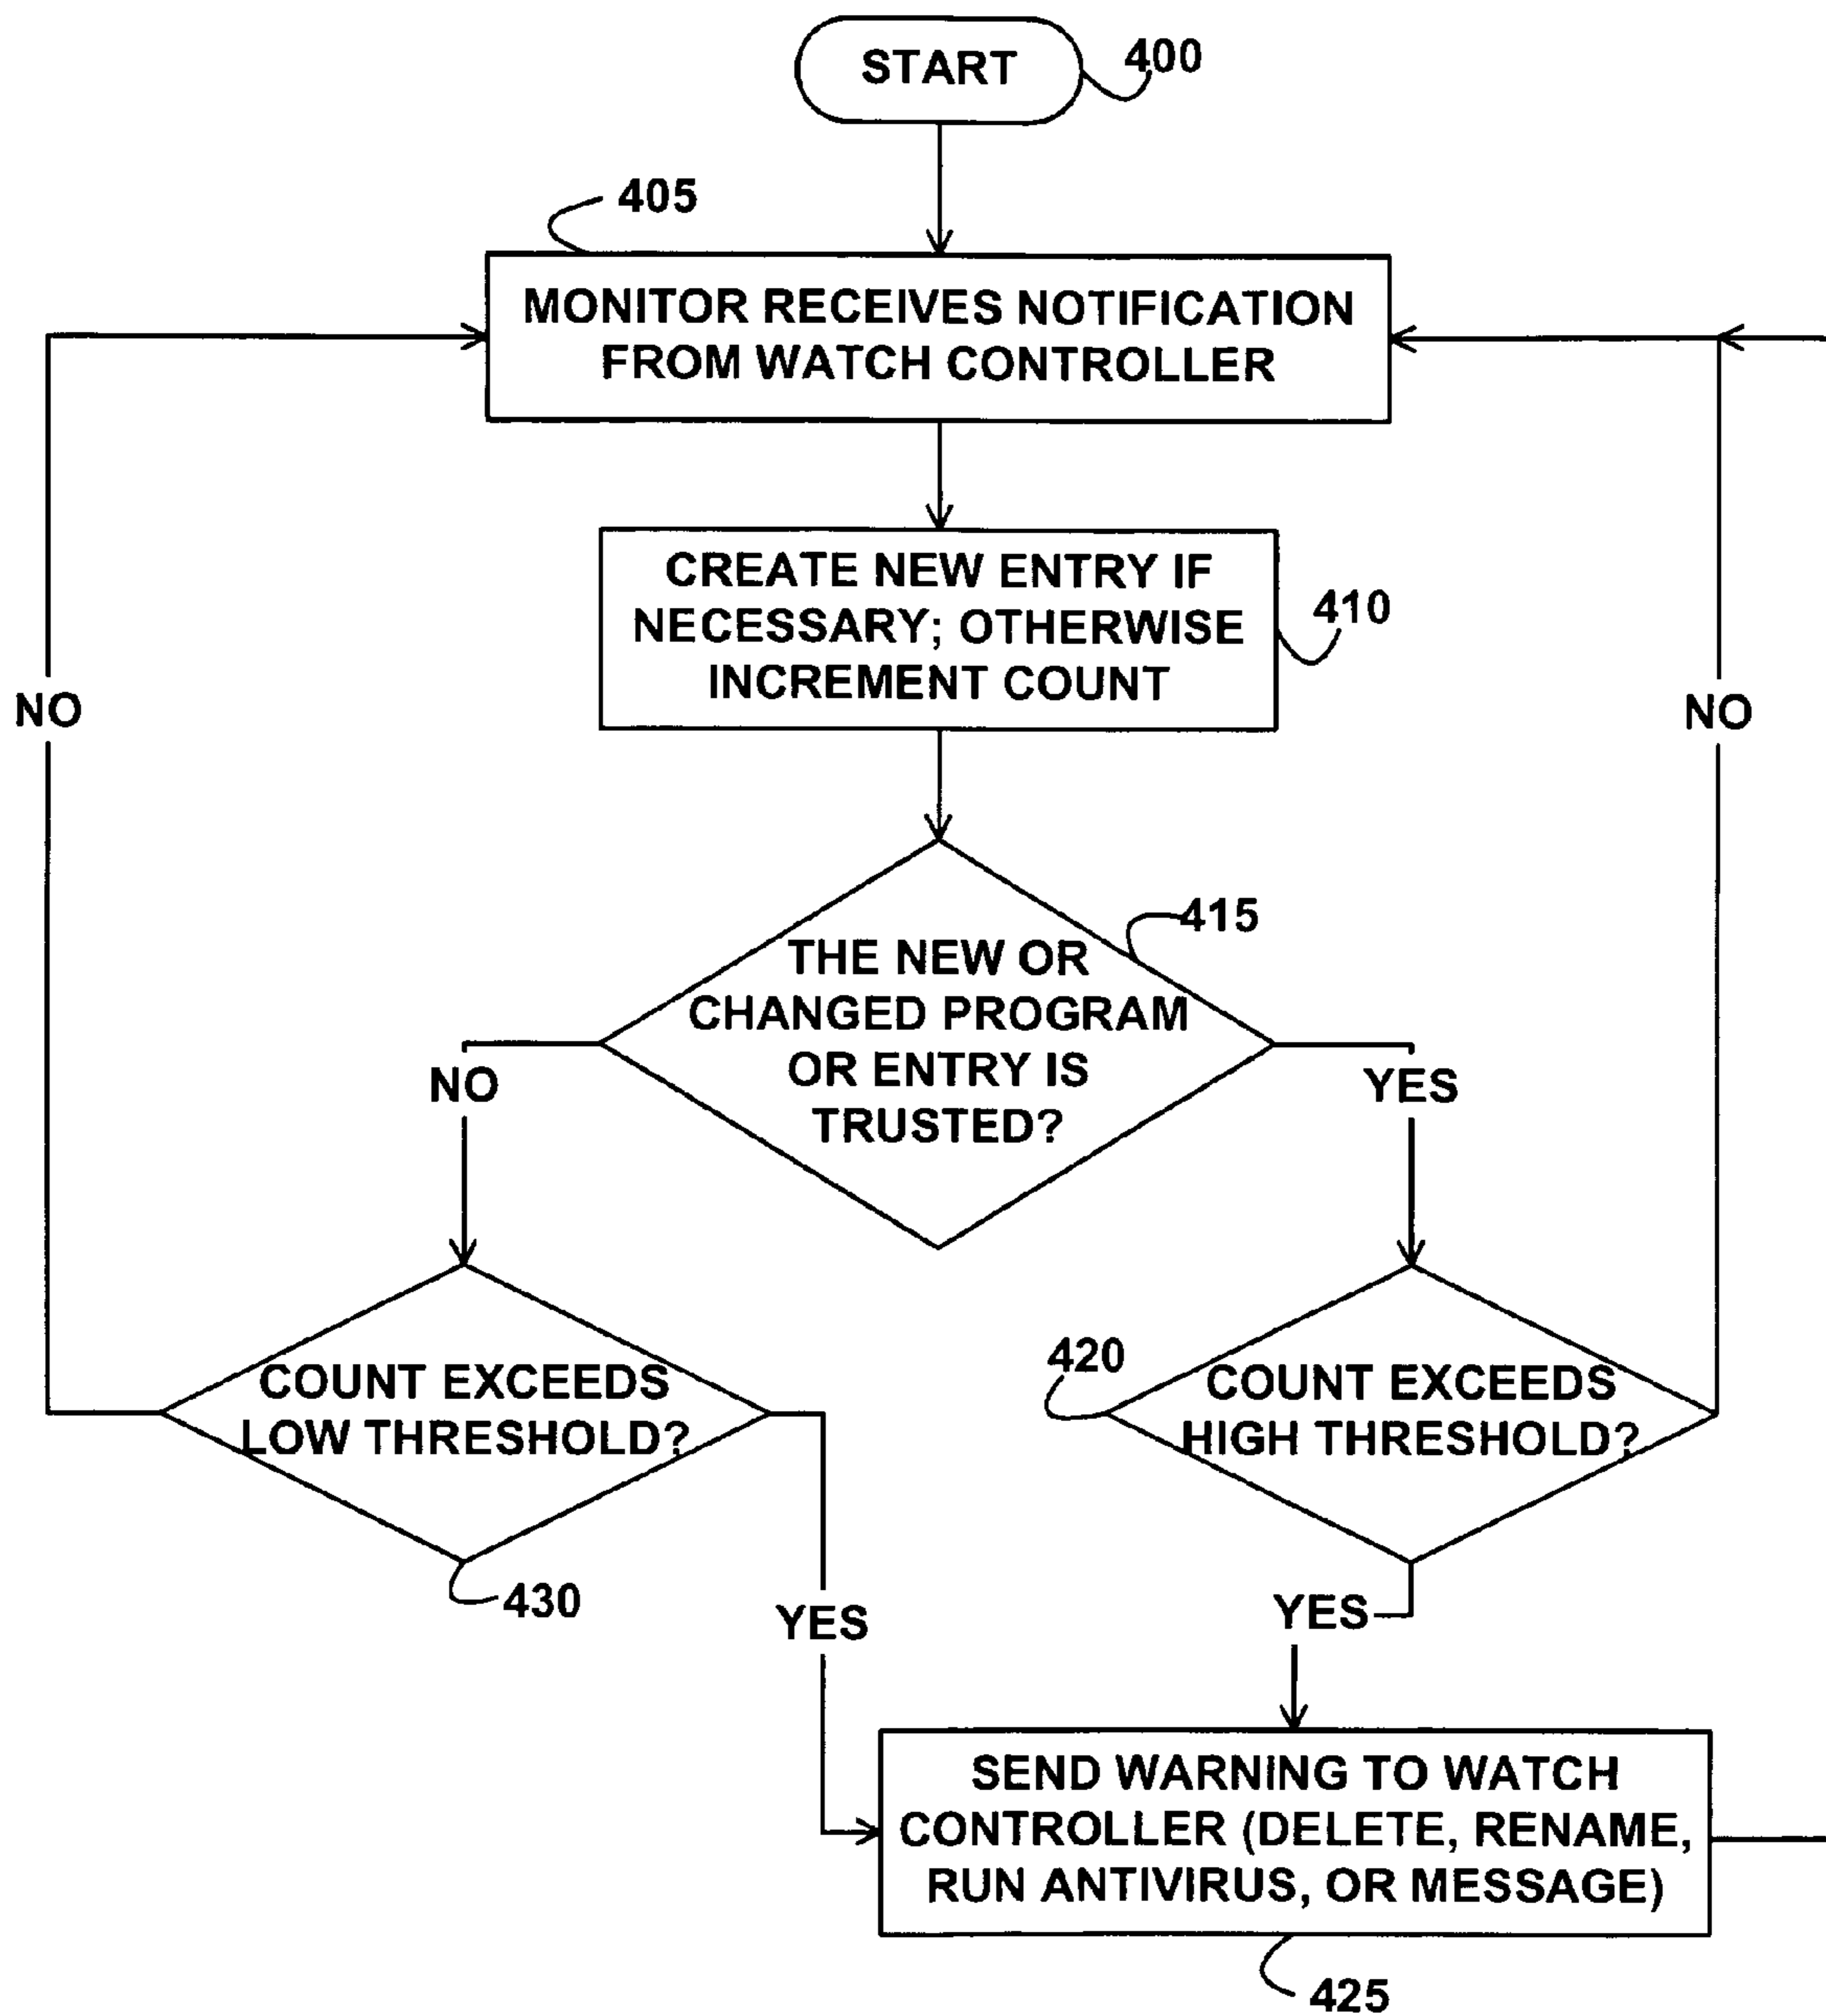 START
400
405
MONITOR RECEIVES NOTIFICATION
FROM WATCH CONTROLLER
CREATE NEW ENTRY IF
NECESSARY; OTHERWISE
INCREMENT COUNT
410
NO
NO
415
THE NEW OR
CHANGED PROGRAM
OR ENTRY IS
TRUSTED?
NO
YES
COUNT EXCEEDS
LOW THRESHOLD?
430
420
COUNT EXCEEDS
HIGH THRESHOLD?
YES
YES
SEND WARNING TO WATCH
CONTROLLER (DELETE, RENAME,
RUN ANTIVIRUS, OR MESSAGE)
425